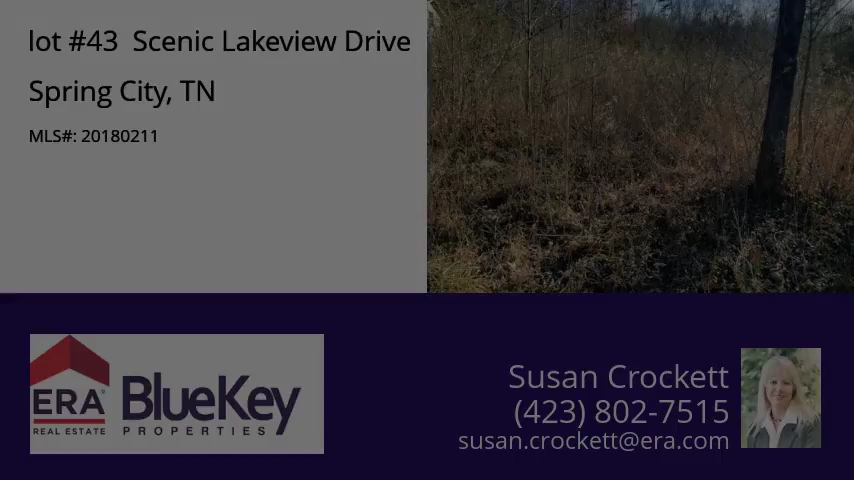 lot #43 Scenic Lakeview Drive
Spring City, TN
MLS#: 20180211
ERA
REAL ESTATE
BlueKey
PROPERTIES
Susan Crockett
(423) 802-7515
susan.crockett@era.com